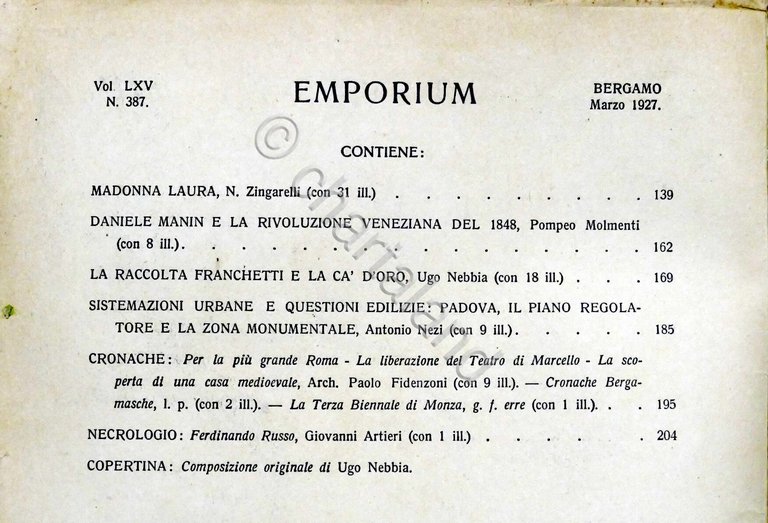 Vol. LXV
N. 387.
EMPORIUM
BERGAMO
Marzo 1927.
CONTIENE:
MADONNA LAURA, N. Zingarelli (con 31 ill.) . . . . . . . . . 139
DANIELE MANIN E LA RIVOLUZIONE VENEZIANA DEL 1848, Pompeo Molmenti
(con 8 ill.). . . . . . . . . . . . . . . . . 162
LA RACCOLTA FRANCHETTI E LA CA' D'ORO, Ugo Nebbia (con 18 ill.) . . . 169
SISTEMAZIONI URBANE E QUESTIONI EDILIZIE: PADOVA, IL PIANO REGOLA-
TORE E LA ZONA MONUMENTALE, Antonio Nezi (con 9 ill.). . . . . 185
CRONACHE: Per la più grande Roma - La liberazione del Teatro di Marcello - La sco-
perta di una casa medioevale, Arch. Paolo Fidenzoni (con 9 ill.). — Cronache Berga-
masche, l. p. (con 2 ill.). — La Terza Biennale di Monza, g. f. erre (con 1 ill.). . . 195
NECROLOGIO: Ferdinando Russo, Giovanni Artieri (con 1 ill.) . . . . . 204
COPERTINA: Composizione originale di Ugo Nebbia.
© chartaland